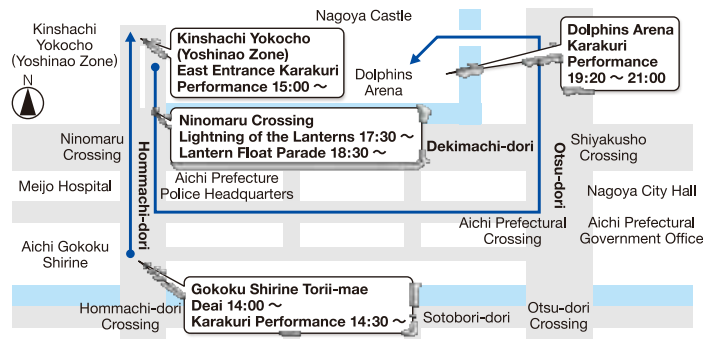 Nagoya Castle
Kinshachi
Yokocho
(Yoshinao Zone)
N
Kinshachi Yokocho
(Yoshinao Zone)
East Entrance Karakuri
Performance 15:00 ~
Dolphins Arena
Karakuri
Performance
19:20 ~ 21:00
Dolphins
Arena
Ninomaru Crossing
Lightning of the Lanterns 17:30 ~
Lantern Float Parade 18:30 ~
Ninomaru
Crossing
Hommachi-dori
Dekimachi-dori
Otsu-dori
Shiyakusho
Crossing
Meijo Hospital
Aichi Prefecture
Police Headquarters
Nagoya City Hall
Aichi Prefectural
Crossing
Aichi Prefectural
Government Office
Aichi Gokoku
Shrine
Gokoku Shirine Torii-mae
Deai 14:00 ~
Karakuri Performance 14:30 ~
Hommachi-dori
Crossing
Sotobori-dori
Otsu-dori
Crossing